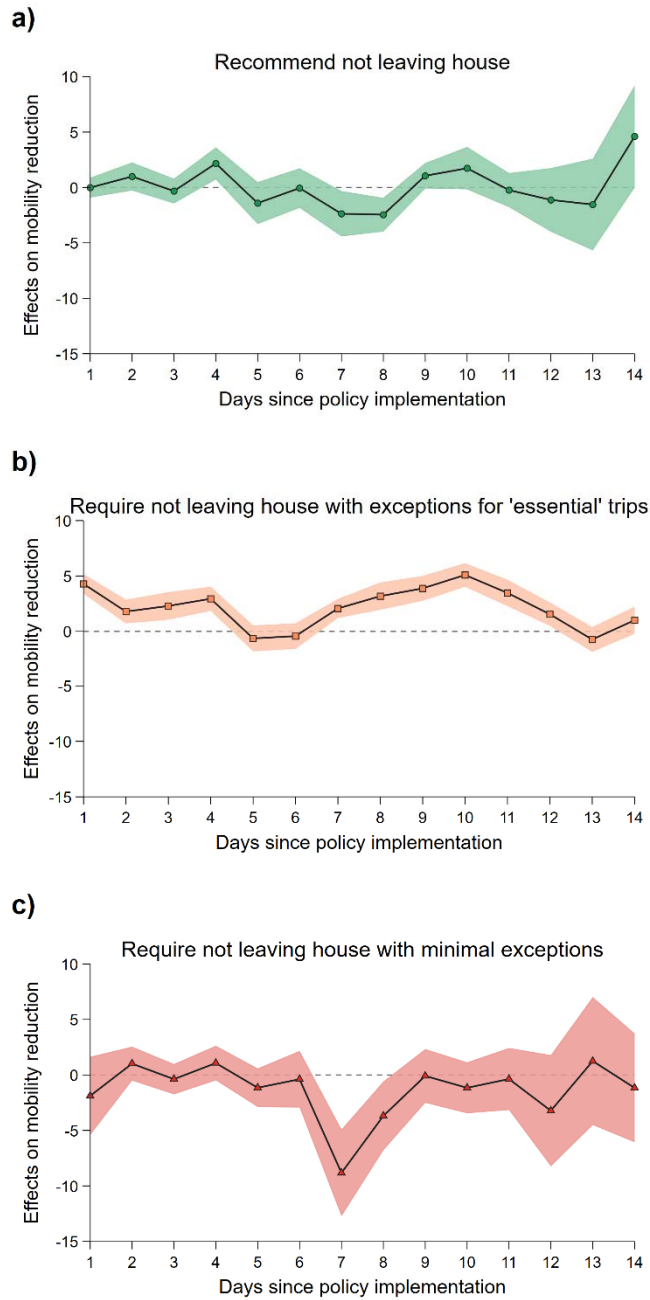 a)
Recommend not leaving house
Effects on mobility reduction
10
5
0
-5
-10
-15
1 2 3 4 5 6 7 8 9 10 11 12 13 14
Days since policy implementation
b)
Require not leaving house with exceptions for 'essential' trips
Effects on mobility reduction
10
5
0
-5
-10
-15
1 2 3 4 5 6 7 8 9 10 11 12 13 14
Days since policy implementation
c)
Require not leaving house with minimal exceptions
Effects on mobility reduction
10
5
0
-5
-10
-15
1 2 3 4 5 6 7 8 9 10 11 12 13 14
Days since policy implementation